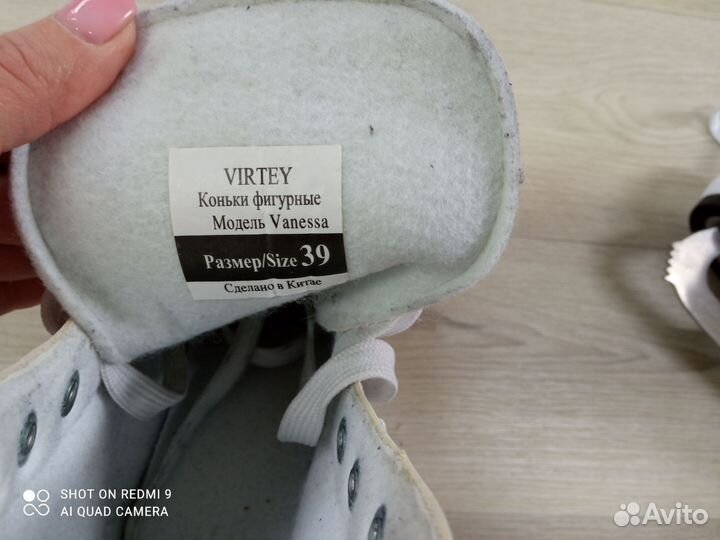 VIRTEY
Коньки фигурные
Модель Vanessa
Размер/Size 39
Сделано в Китае
SHOT ON REDMI 9
AI QUAD CAMERA
Avito